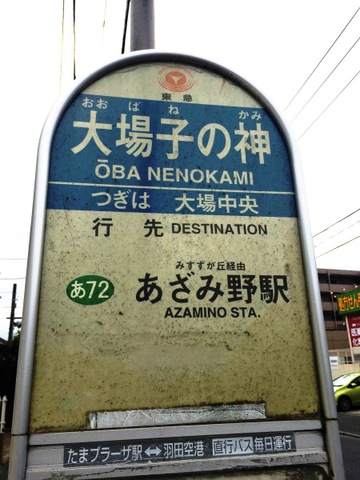 東急
おおばねかみ
大場子の神
ŌBA NENOKAMI
つぎは 大場中央
行先 DESTINATION
みすずが丘経由
あ72 あざみ野駅
AZAMINO STA.
たまプラーザ駅⇔羽田空港 直行バス毎日運行